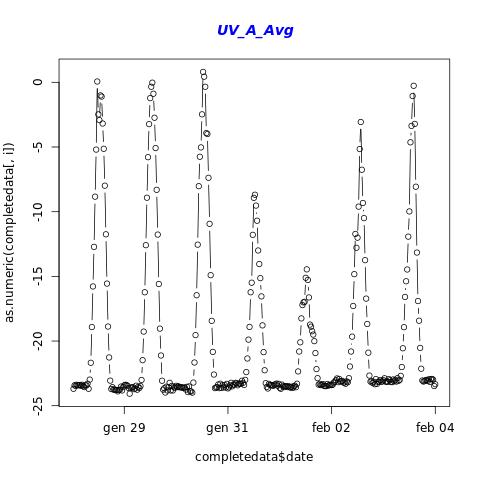 UV_A_Avg
as.numeric(completedata[, i])
0
-5
-10
-15
-20
-25
gen 29
gen 31
feb 02
feb 04
completedata$date